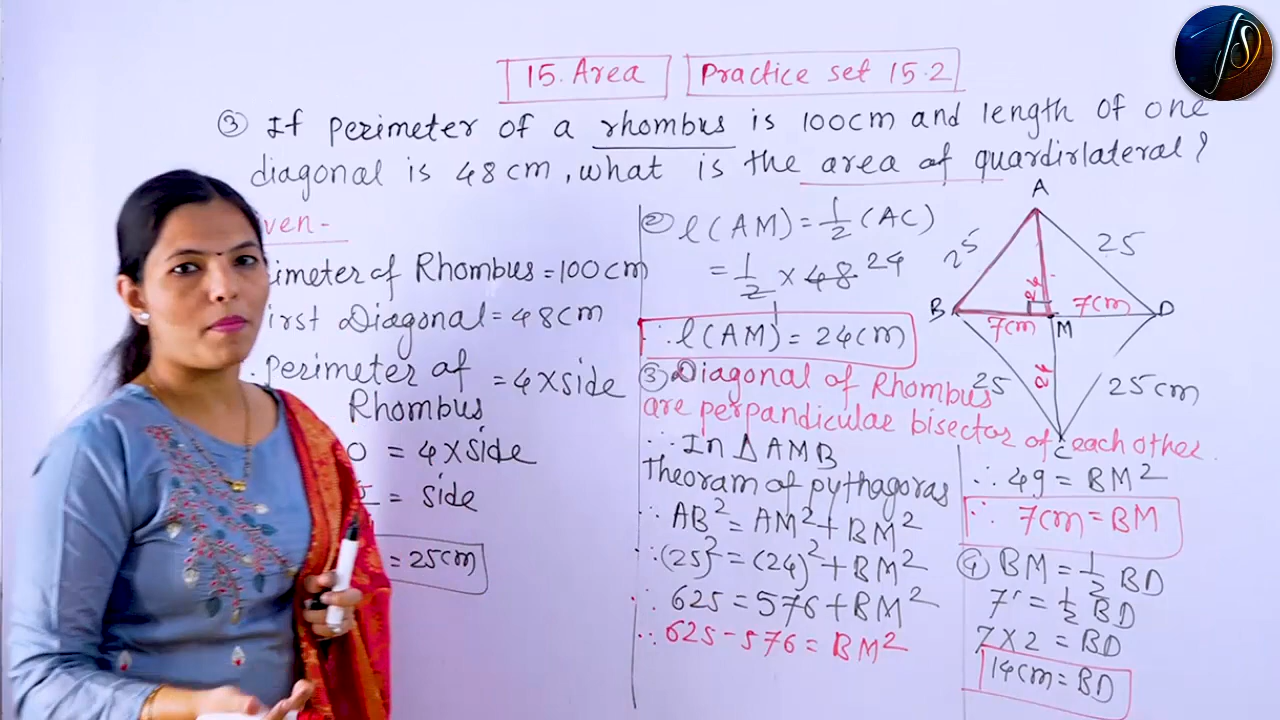 15. Area
Practice set 15.2
③ If perimeter of a rhombus is 100cm and length of one
diagonal is 48cm, what is the area of quardirlateral?
ven-
imeter of Rhombus = 100cm
irst Diagonal = 48cm
perimeter of = 4×side
Rhombus
0 = 4×side
= side
= 25cm
② l(AM) = 1/2 (AC)
= 1/2 × 48 24
1
∴ l(AM) = 24cm
③ Diagonal of Rhombus
are perpandicular bisector of each other.
∴ In △AMB
theoram of pythagoras
∴ AB² = AM² + BM²
∴ (25)² = (24)² + BM²
∴ 625 = 576 + BM²
∴ 625 - 576 = BM²
∴ 49 = BM²
∴ 7cm = BM
④ BM = 1/2 BD
7 = 1/2 BD
7×2 = BD
14cm = BD
A
25
25
B
7cm
24
7cm
D
M
24
25
25cm
C